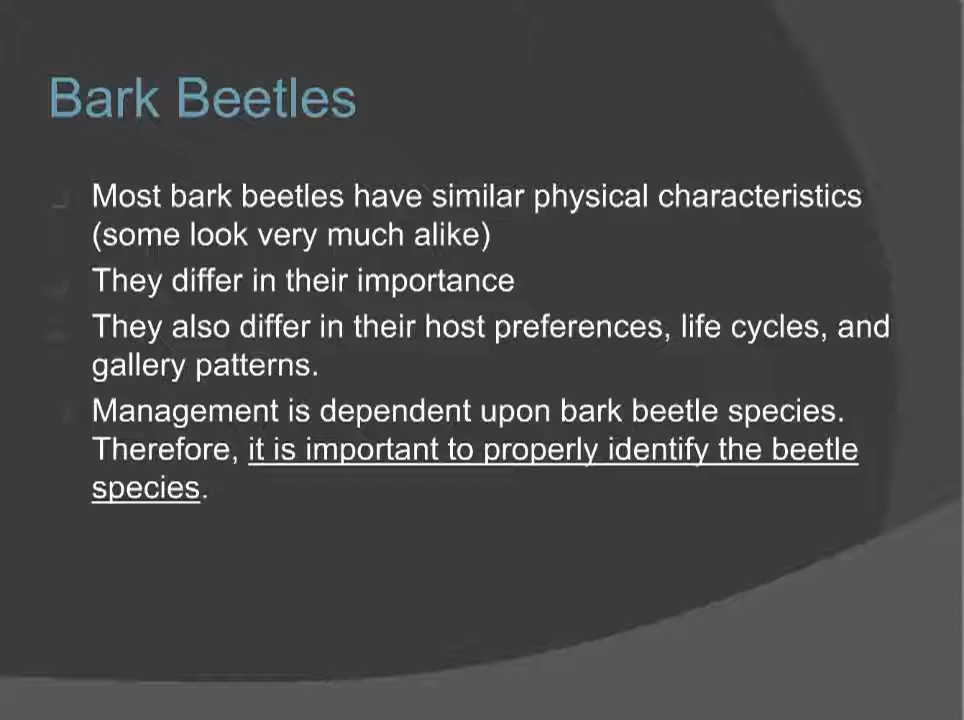 Bark Beetles
Most bark beetles have similar physical characteristics
(some look very much alike)
They differ in their importance
They also differ in their host preferences, life cycles, and
gallery patterns.
Management is dependent upon bark beetle species.
Therefore, it is important to properly identify the beetle
species.